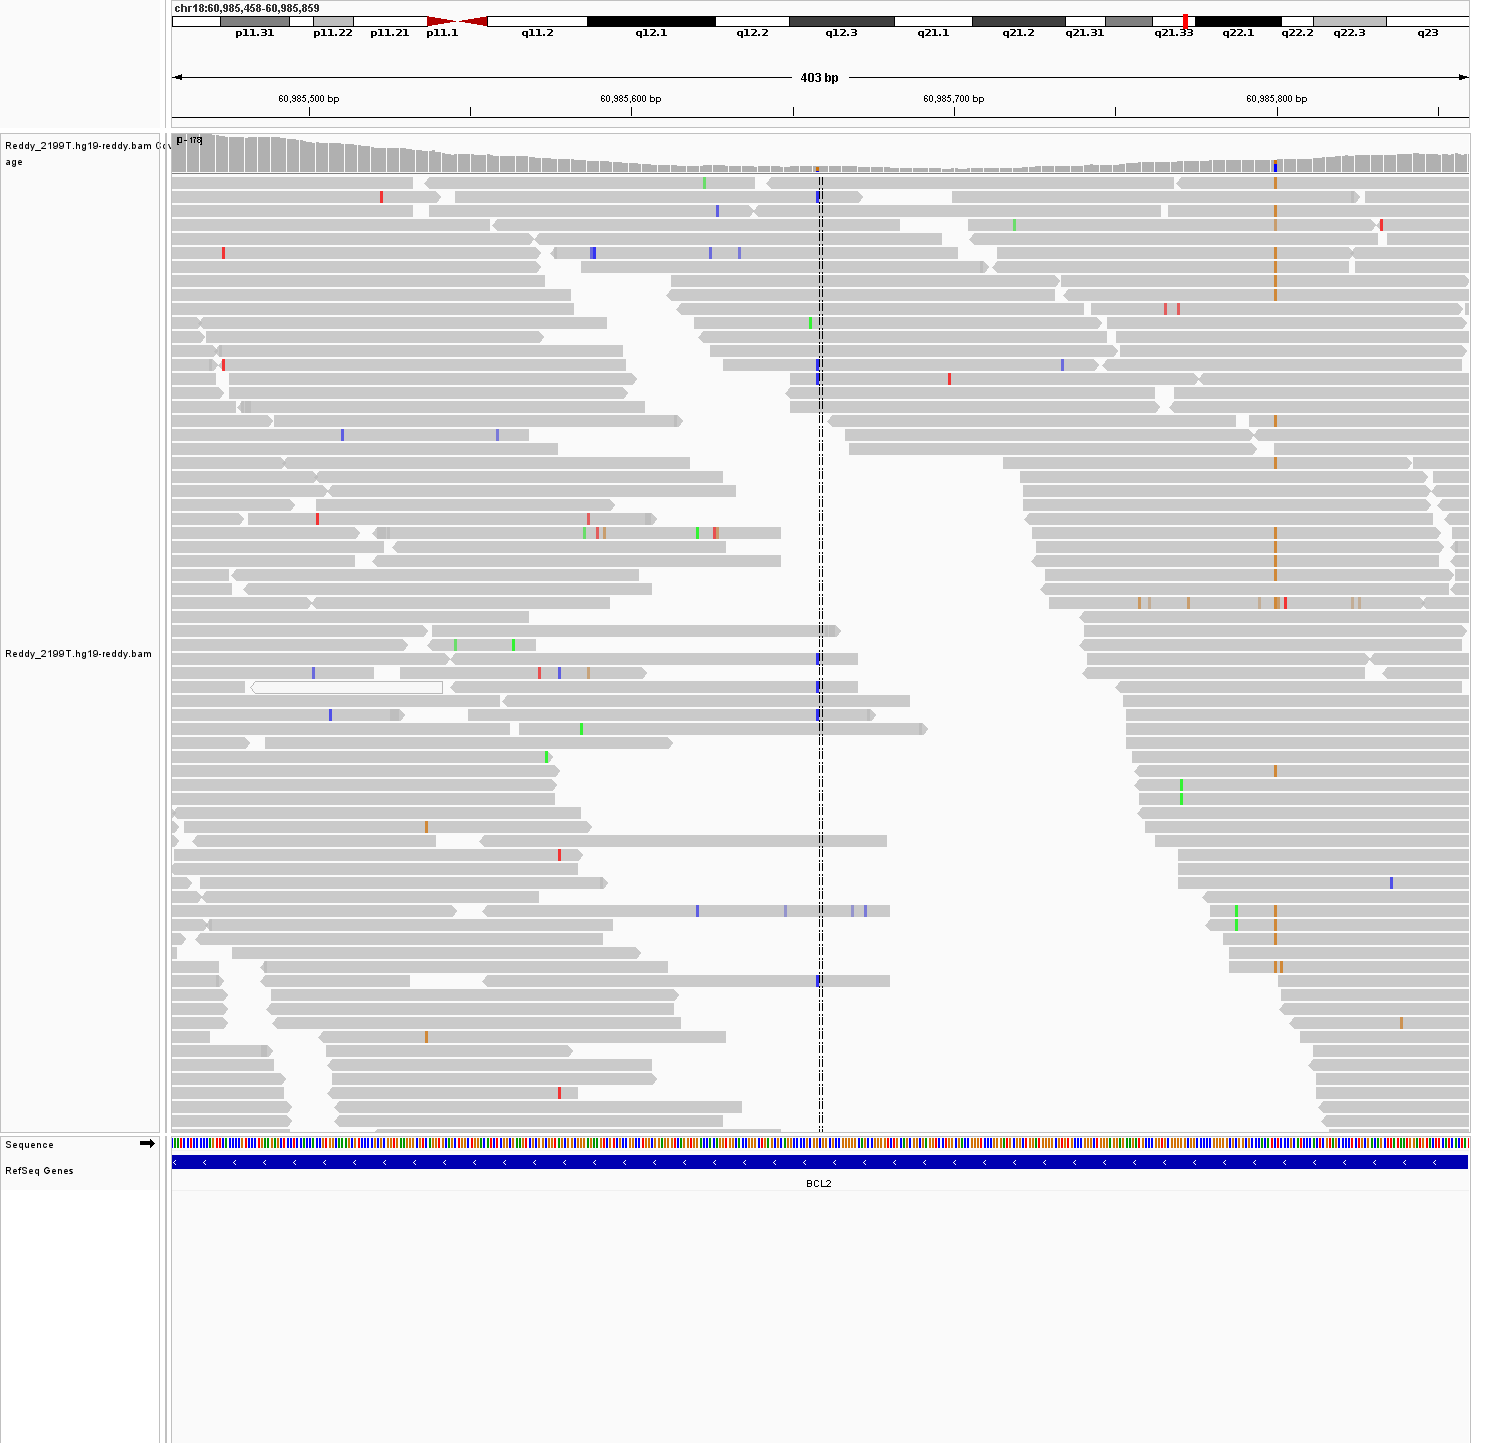 chr18:60,985,458-60,985,859
p11.31 p11.22 p11.21 p11.1 q11.2 q12.1 q12.2 q12.3 q21.1 q21.2 q21.31 q21.33 q22.1 q22.2 q22.3 q23
403 bp
60,985,500 bp 60,985,600 bp 60,985,700 bp 60,985,800 bp
Reddy_2199T.hg19-reddy.bam Cov
age
[0 - 178]
Reddy_2199T.hg19-reddy.bam
Sequence
RefSeq Genes
BCL2